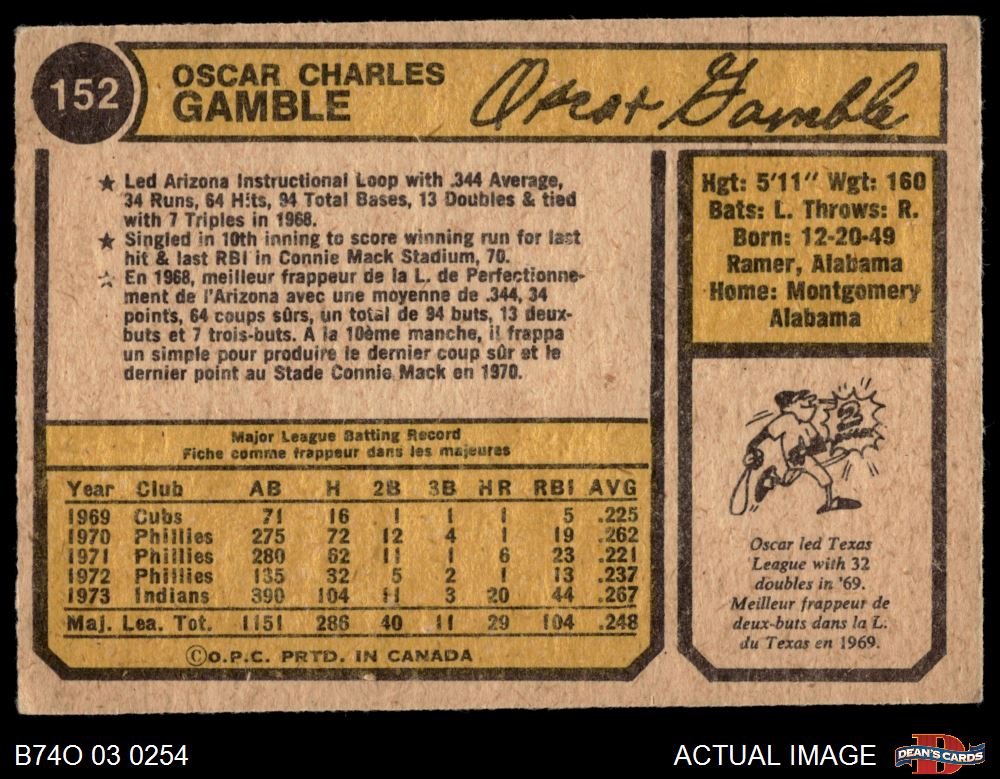 152
OSCAR CHARLES
GAMBLE
Oscar Gamble
★ Led Arizona Instructional Loop with .344 Average,
34 Runs, 64 Hits, 94 Total Bases, 13 Doubles & tied
with 7 Triples in 1968.
★ Singled in 10th inning to score winning run for last
hit & last RBI in Connie Mack Stadium, 70.
☆ En 1968, meilleur frappeur de la L. de Perfectionne-
ment de l'Arizona avec une moyenne de .344, 34
points, 64 coups sûrs, un total de 94 buts, 13 deux-
buts et 7 trois-buts. A la 10ème manche, il frappa
un simple pour produire le dernier coup sûr et le
dernier point au Stade Connie Mack en 1970.
Hgt: 5'11" Wgt: 160
Bats: L. Throws: R.
Born: 12-20-49
Ramer, Alabama
Home: Montgomery
Alabama
Major League Batting Record
Fiche comme frappeur dans les majeures
Year Club AB H 2B 3B HR RBI AVG
1969 Cubs 71 16 1 1 1 5 .225
1970 Phillies 275 72 12 4 1 19 .262
1971 Phillies 280 62 11 1 6 23 .221
1972 Phillies 135 32 5 2 1 13 .237
1973 Indians 390 104 11 3 20 44 .267
Maj. Lea. Tot. 1151 286 40 11 29 104 .248
©O.P.C. PRTD. IN CANADA
2
Oscar led Texas
League with 32
doubles in '69.
Meilleur frappeur de
deux-buts dans la L.
du Texas en 1969.
B74O 03 0254
ACTUAL IMAGE
DEAN'S CARDS